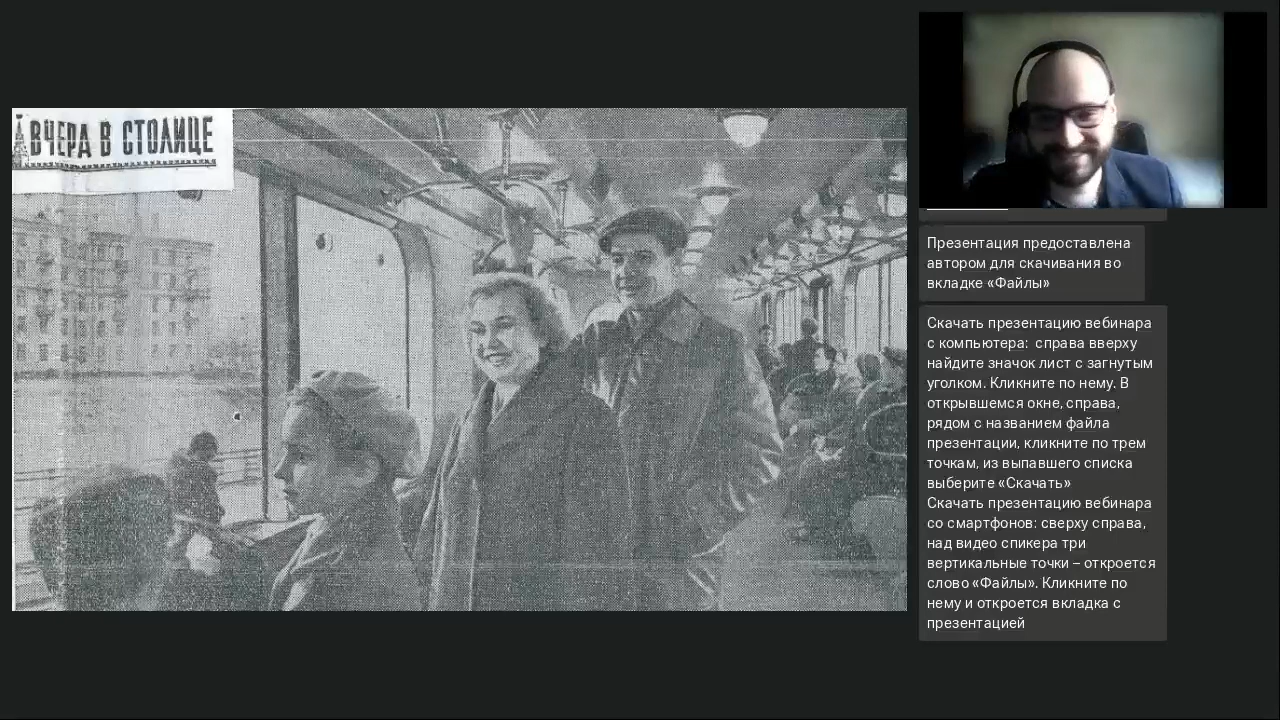 ВЧЕРА В СТОЛИЦЕ
Презентация предоставлена
автором для скачивания во
вкладке «Файлы»
Скачать презентацию вебинара
с компьютера:  справа вверху
найдите значок лист с загнутым
уголком. Кликните по нему. В
открывшемся окне, справа,
рядом с названием файла
презентации, кликните по трем
точкам, из выпавшего списка
выберите «Скачать»
Скачать презентацию вебинара
со смартфонов: сверху справа,
над видео спикера три
вертикальные точки – откроется
слово «Файлы». Кликните по
нему и откроется вкладка с
презентацией